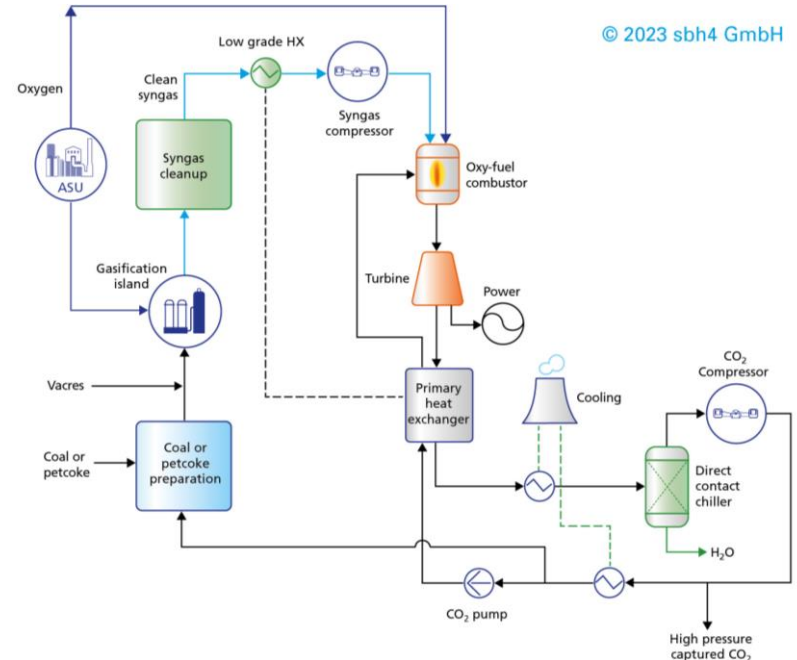 © 2023 sbh4 GmbH
Low grade HX
Oxygen
Clean
syngas
Syngas
compressor
Syngas
cleanup
Oxy-fuel
combustor
ASU
Gasification
island
Turbine
Power
Vacres
Primary
heat
exchanger
Cooling
CO₂
Compressor
Coal or
petcoke
Coal or
petcoke
preparation
Direct
contact
chiller
H₂O
CO₂ pump
High pressure
captured CO₂